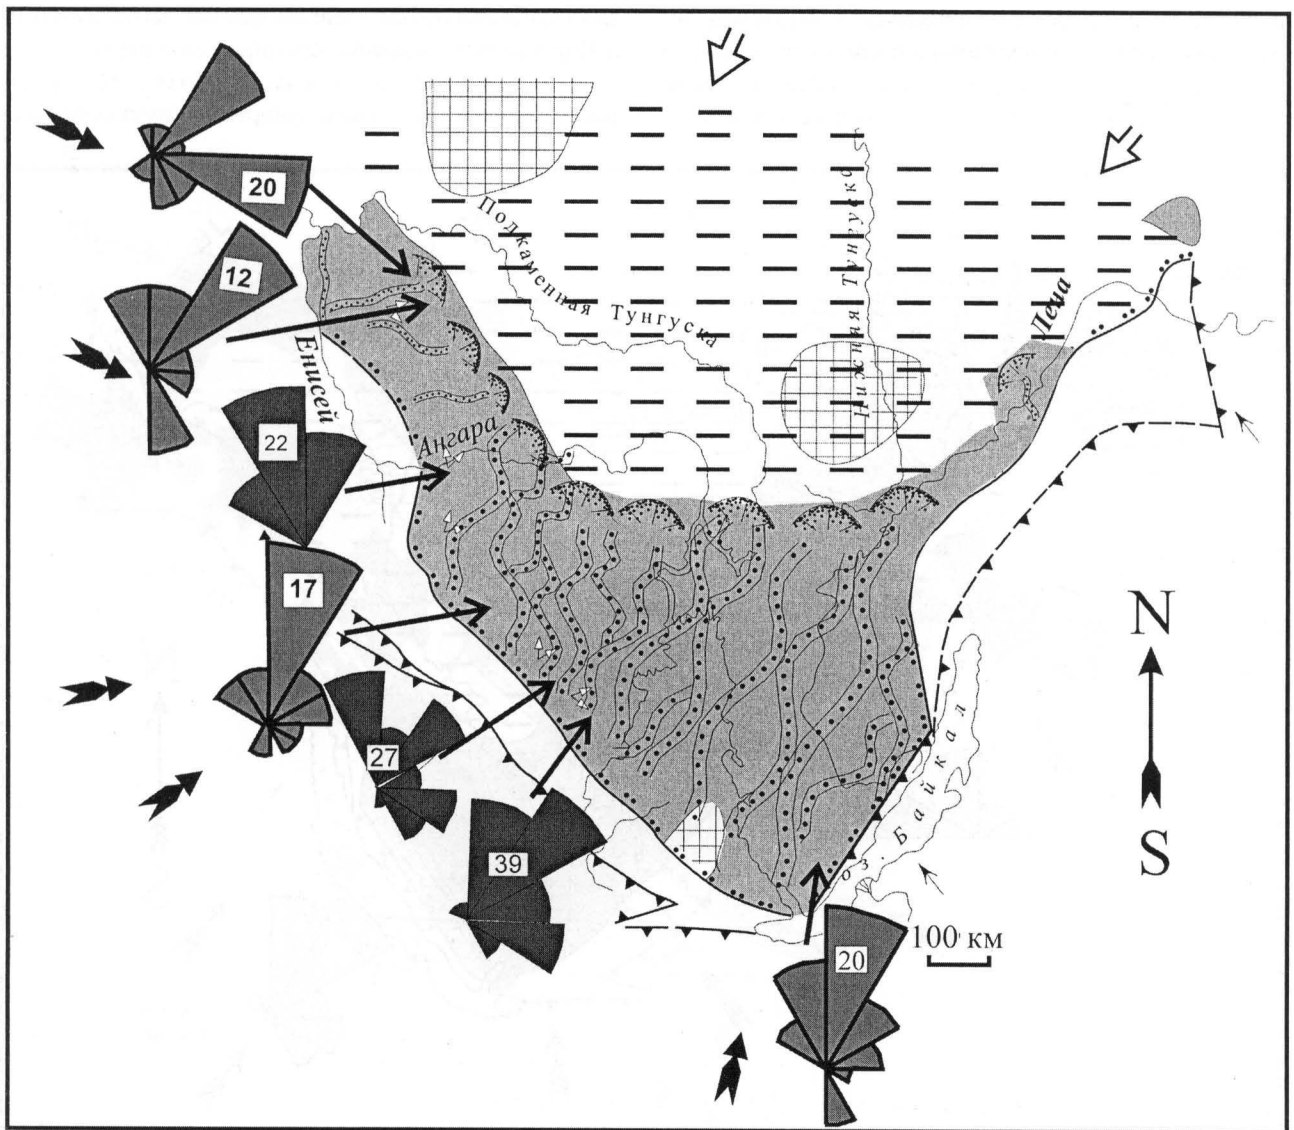 20
12
Подкаменная Тунгуска
Нижняя Тунгуска
Лена
Енисей
22
Ангара
17
N
27
39
S
оз. Байкал
20
100 км